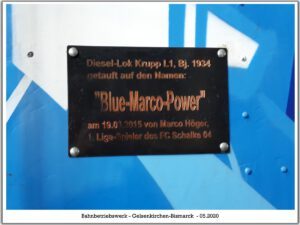 Diesel-Lok Krupp L1, Bj. 1934
getauft auf den Namen:
"Blue-Marco-Power"
am 19.03.2015 von Marco Höger,
1. Liga-Spieler des FC Schalke 04
Bahnbetriebswerk - Gelsenkirchen-Bismarck - 05.2020